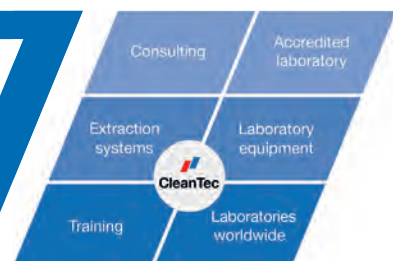 Consulting
Accredited
laboratory
Extraction
systems
Laboratory
equipment
CleanTec
Training
Laboratories
worldwide